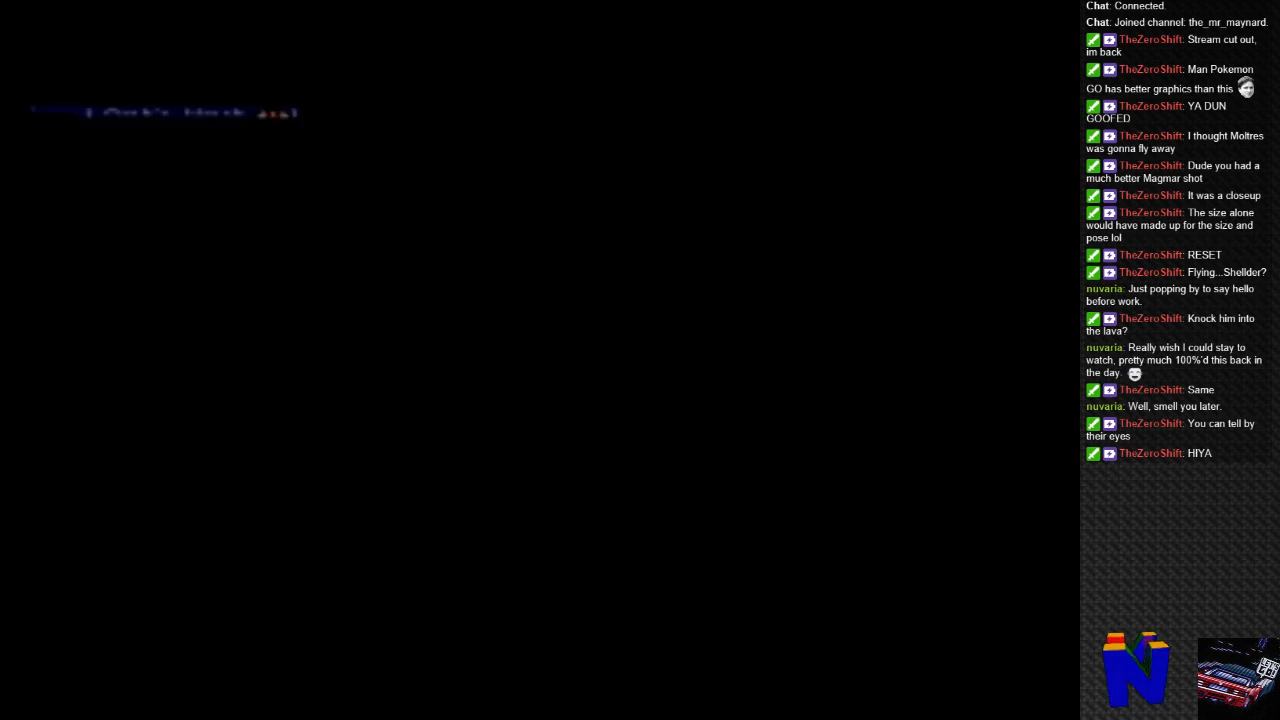 Chat: Connected.
Chat: Joined channel: the_mr_maynard.
TheZeroShift: Stream cut out,
im back
TheZeroShift: Man Pokemon
GO has better graphics than this
TheZeroShift: YA DUN
GOOFED
TheZeroShift: I thought Moltres
was gonna fly away
TheZeroShift: Dude you had a
much better Magmar shot
TheZeroShift: It was a closeup
TheZeroShift: The size alone
would have made up for the size and
pose lol
TheZeroShift: RESET
TheZeroShift: Flying...Shellder?
nuvaria: Just popping by to say hello
before work.
TheZeroShift: Knock him into
the lava?
nuvaria: Really wish I could stay to
watch, pretty much 100%'d this back in
the day.
TheZeroShift: Same
nuvaria: Well, smell you later.
TheZeroShift: You can tell by
their eyes
TheZeroShift: HIYA